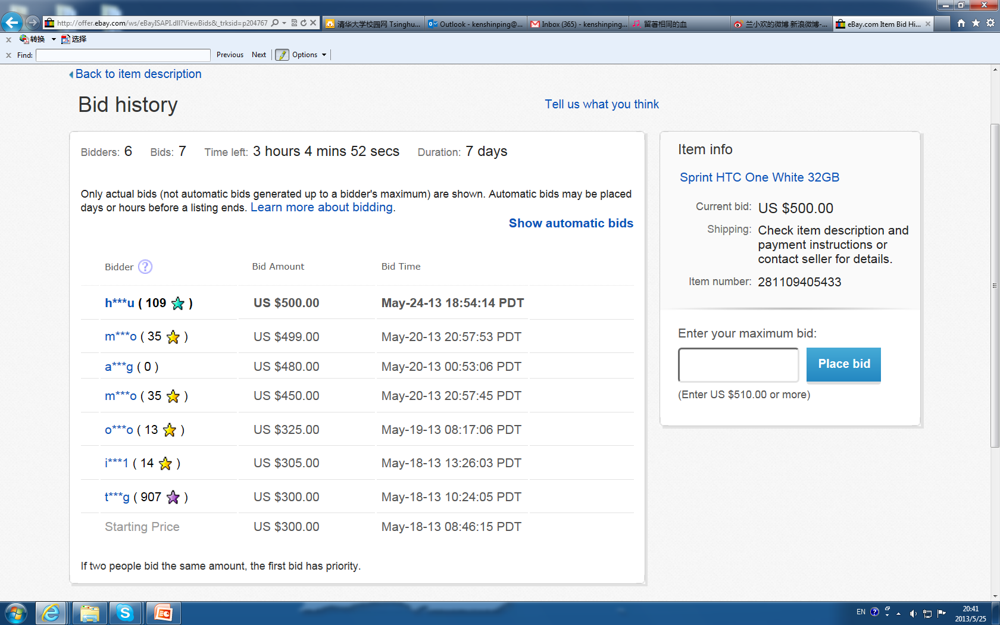 http://offer.ebay.com/ws/eBayISAPI.dll?ViewBids&_trksid=p204767
清华大学校园网 Tsinghu...
Outlook - kenshinping@...
Inbox (365) - kenshinping...
留著相同的血
兰小欢的微博 新浪微博-...
eBay.com Item Bid Hi...
x 转换 选择
x Find: Previous Next Options
Back to item description
Bid history
Tell us what you think
Bidders: 6 Bids: 7 Time left: 3 hours 4 mins 52 secs Duration: 7 days
Only actual bids (not automatic bids generated up to a bidder's maximum) are shown. Automatic bids may be placed
days or hours before a listing ends. Learn more about bidding.
Show automatic bids
Bidder ? Bid Amount Bid Time
h***u ( 109 ) US $500.00 May-24-13 18:54:14 PDT
m***o ( 35 ) US $499.00 May-20-13 20:57:53 PDT
a***g ( 0 ) US $480.00 May-20-13 00:53:06 PDT
m***o ( 35 ) US $450.00 May-20-13 20:57:45 PDT
o***o ( 13 ) US $325.00 May-19-13 08:17:06 PDT
i***1 ( 14 ) US $305.00 May-18-13 13:26:03 PDT
t***g ( 907 ) US $300.00 May-18-13 10:24:05 PDT
Starting Price US $300.00 May-18-13 08:46:15 PDT
If two people bid the same amount, the first bid has priority.
Item info
Sprint HTC One White 32GB
Current bid: US $500.00
Shipping: Check item description and
payment instructions or
contact seller for details.
Item number: 281109405433
Enter your maximum bid:
Place bid
(Enter US $510.00 or more)
EN
20:41
2013/5/25